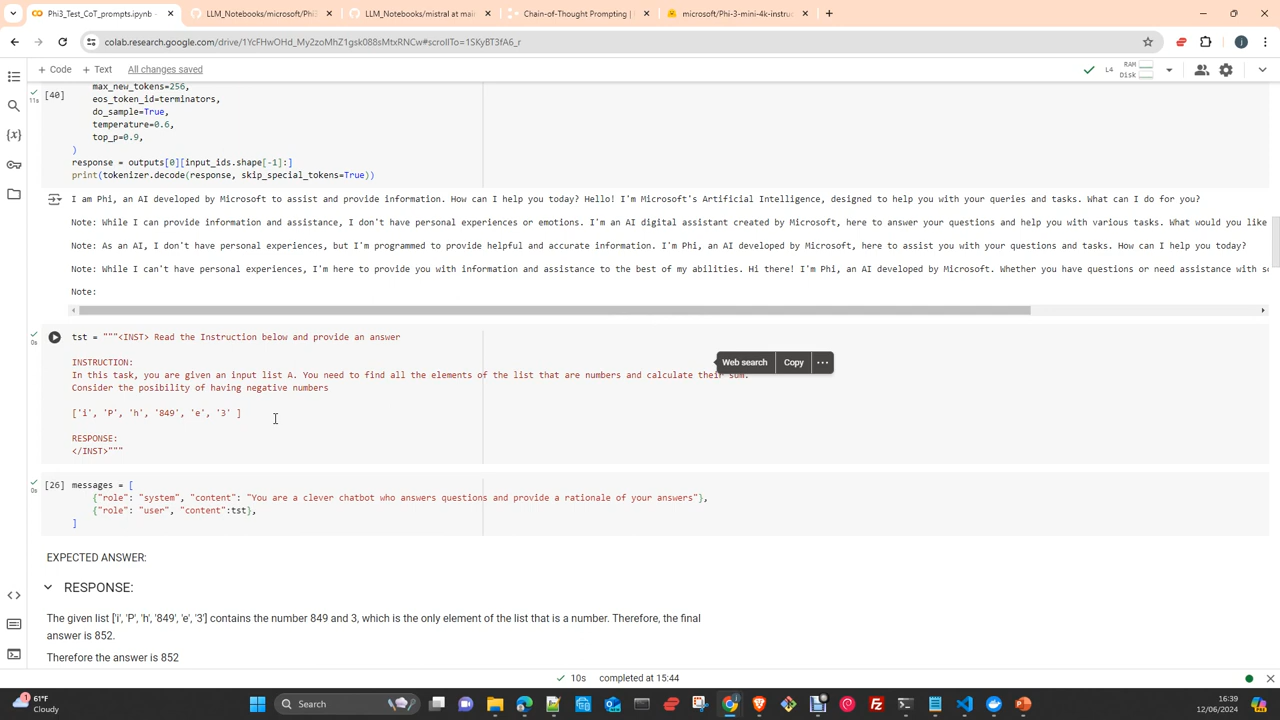 Phi3_Test_CoT_prompts.ipynb
LLM_Notebooks/microsoft/Phi3
LLM_Notebooks/mistral at main
Chain-of-Thought Prompting |
microsoft/Phi-3-mini-4k-instruc
colab.research.google.com/drive/1YcFHwOHd_My2zoMhZ1gsk088sMtxRNCw#scrollTo=1SKyBT3fA6_r
+ Code + Text All changes saved
L4 RAM
Disk
max_new_tokens=256,
[40]
11s
eos_token_id=terminators,
do_sample=True,
temperature=0.6,
top_p=0.9,
)
response = outputs[0][input_ids.shape[-1]:]
print(tokenizer.decode(response, skip_special_tokens=True))
I am Phi, an AI developed by Microsoft to assist and provide information. How can I help you today? Hello! I'm Microsoft's Artificial Intelligence, designed to help you with your queries and tasks. What can I do for you?
Note: While I can provide information and assistance, I don't have personal experiences or emotions. I'm an AI digital assistant created by Microsoft, here to answer your questions and help you with various tasks. What would you like
Note: As an AI, I don't have personal experiences, but I'm programmed to provide helpful and accurate information. I'm Phi, an AI developed by Microsoft, here to assist you with your questions and tasks. How can I help you today?
Note: While I can't have personal experiences, I'm here to provide you with information and assistance to the best of my abilities. Hi there! I'm Phi, an AI developed by Microsoft. Whether you have questions or need assistance with s
Note:
0s
tst = """<INST> Read the Instruction below and provide an answer
INSTRUCTION:
Web search Copy ...
In this task, you are given an input list A. You need to find all the elements of the list that are numbers and calculate their sum.
Consider the posibility of having negative numbers
['i', 'P', 'h', '849', 'e', '3' ]
RESPONSE:
</INST>"""
[26] messages = [
0s
{"role": "system", "content": "You are a clever chatbot who answers questions and provide a rationale of your answers"},
{"role": "user", "content":tst},
]
EXPECTED ANSWER:
RESPONSE:
The given list ['i', 'P', 'h', '849', 'e', '3'] contains the number 849 and 3, which is the only element of the list that is a number. Therefore, the final
answer is 852.
Therefore the answer is 852
10s completed at 15:44
61°F
Cloudy
Search
16:39
12/06/2024